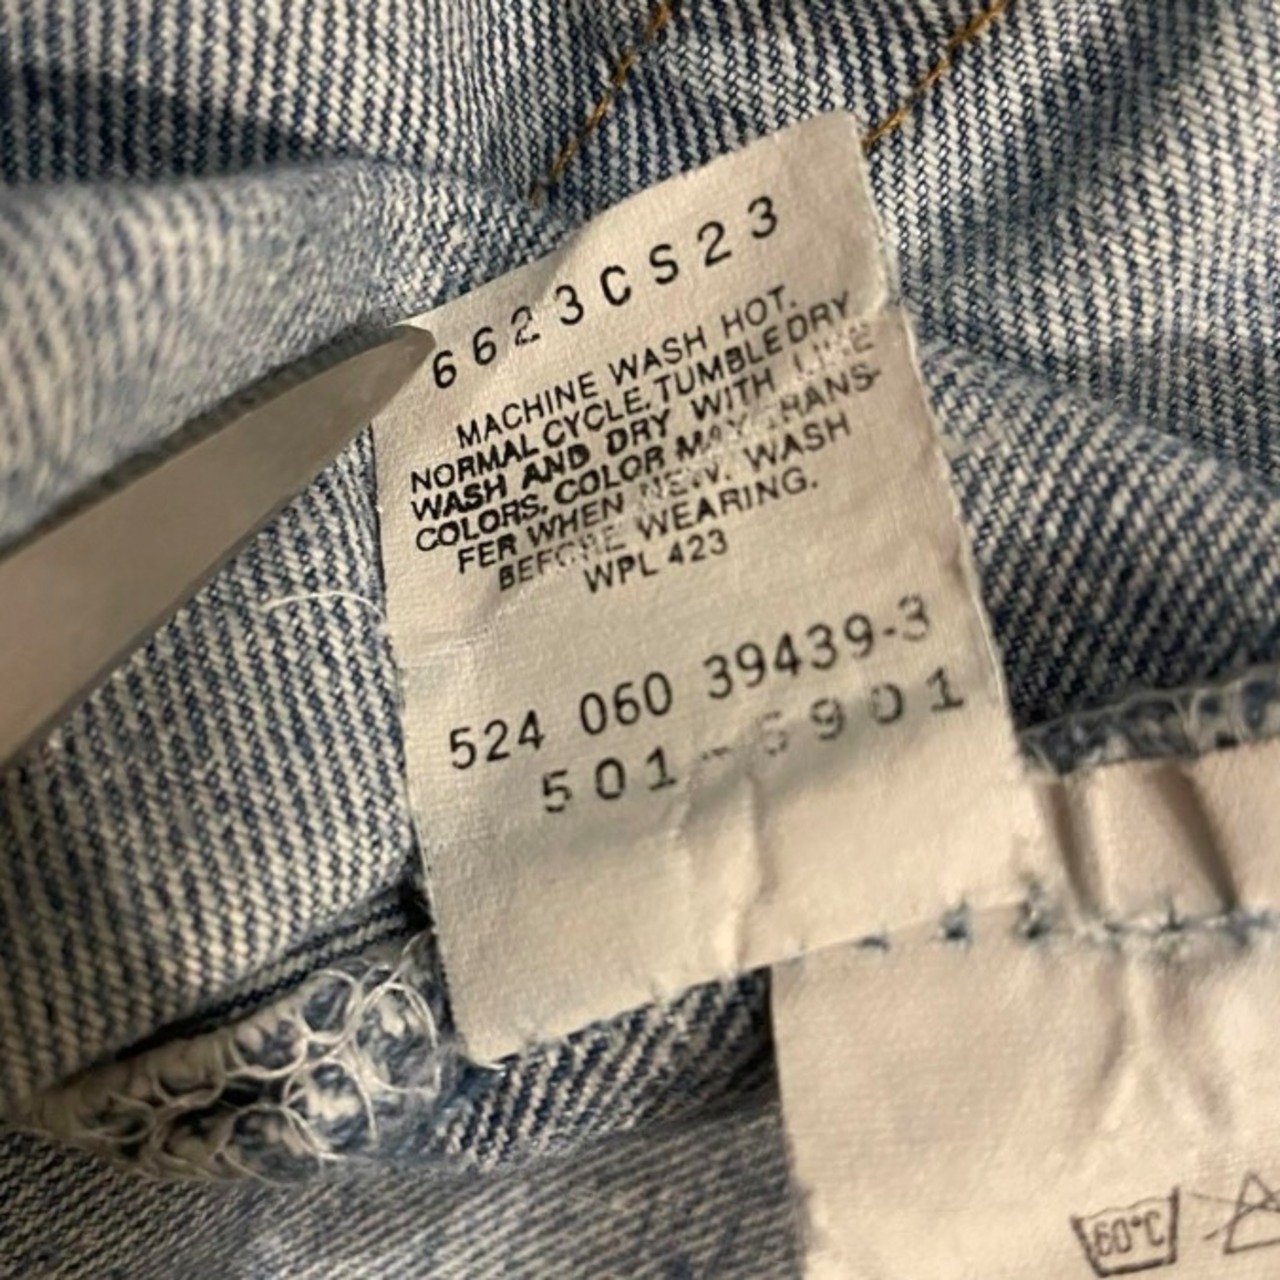 6623CS23
MACHINE WASH HOT.
NORMAL CYCLE. TUMBLE DRY
WASH AND DRY WITH LIKE
COLORS. COLOR MAY TRANS-
FER WHEN NEW. WASH
BEFORE WEARING.
WPL 423
524 060 39439-3
501-6901
60°C